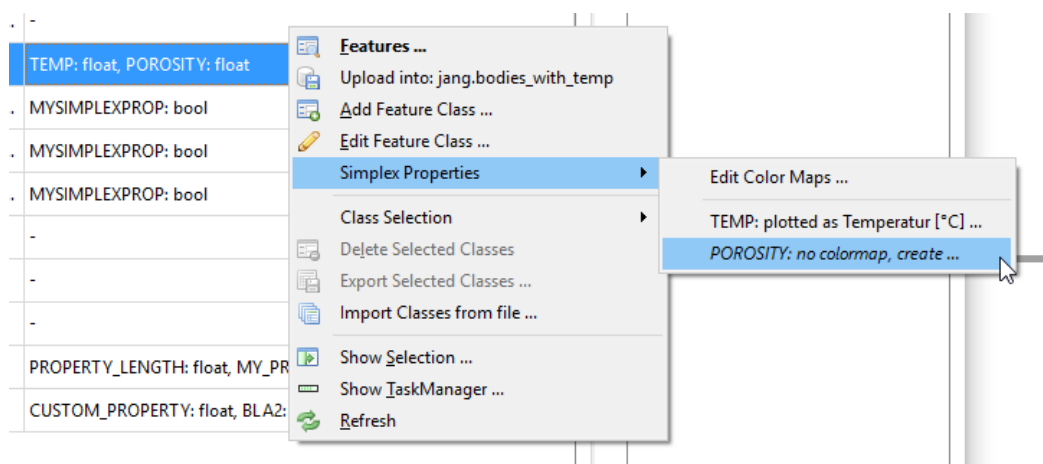 . -
TEMP: float, POROSITY: float
. MYSIMPLEXPROP: bool
. MYSIMPLEXPROP: bool
. MYSIMPLEXPROP: bool
-
-
-
PROPERTY_LENGTH: float, MY_PR
CUSTOM_PROPERTY: float, BLA2:
Features ...
Upload into: jang.bodies_with_temp
Add Feature Class ...
Edit Feature Class ...
Simplex Properties
Class Selection
Delete Selected Classes
Export Selected Classes ...
Import Classes from file ...
Show Selection ...
Show TaskManager ...
Refresh
Edit Color Maps ...
TEMP: plotted as Temperatur [°C] ...
POROSITY: no colormap, create ...